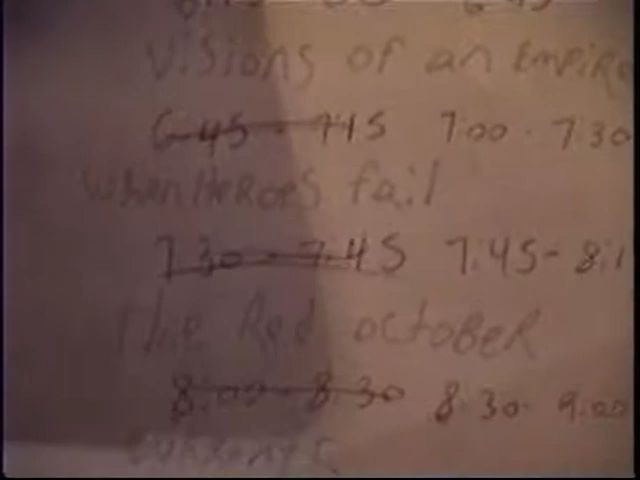 Visions of an Empire
6-45 - 7-15 7:00 - 7:30
When Heroes fail
7 30 - 7.45 7:45- 8:1
The Red october
8:00-8 30 8-30- 9:00
Currents